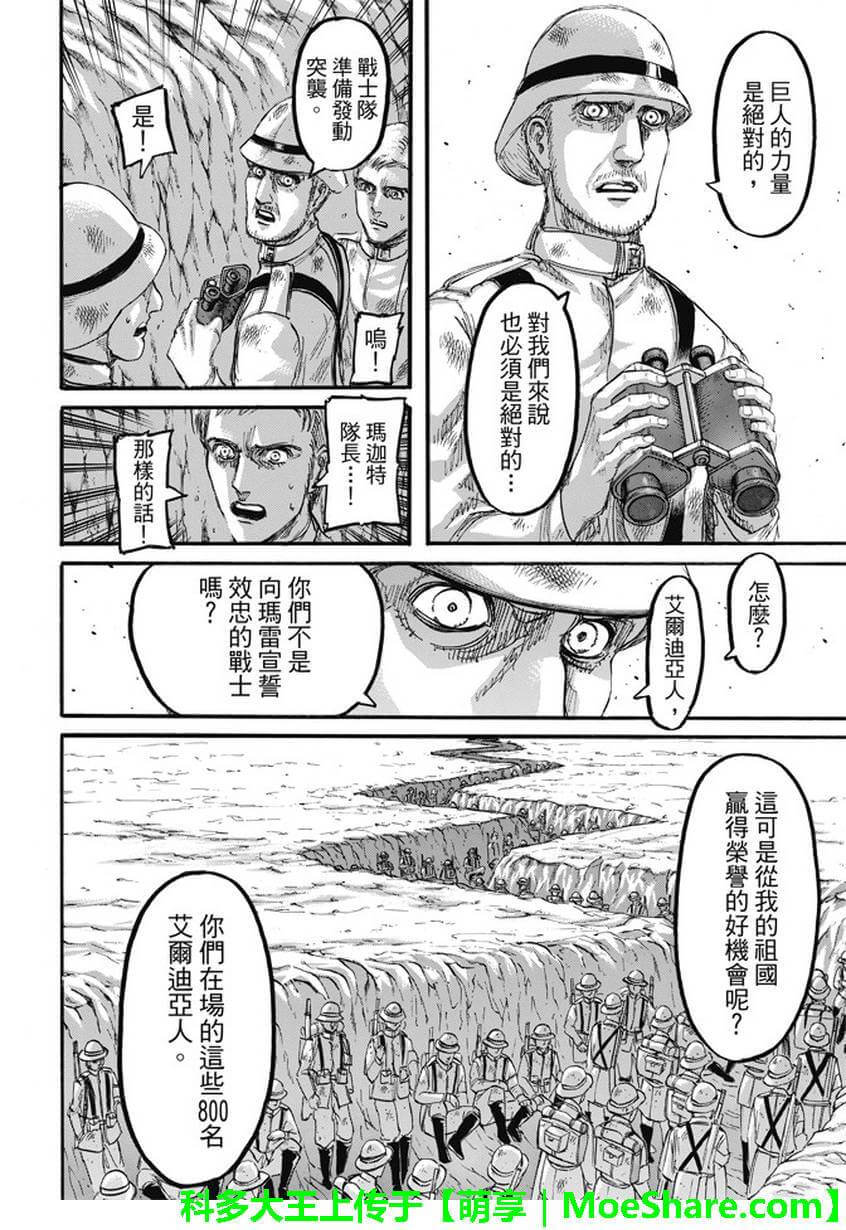 巨人的力量
是絕對的，
對我們來說
也必須是絕對的…
戰士隊
準備發動
突襲。
是！
嗚！
瑪迦特
隊長…！
那樣的話！
怎麼？
艾爾迪亞人，
你們不是
向瑪雷宣誓
效忠的戰士
嗎？
這可是從我的祖國
贏得榮譽的好機會呢？
你們在場的這些800名
艾爾迪亞人。
科多大王上传于【萌享/MoeShare.com】